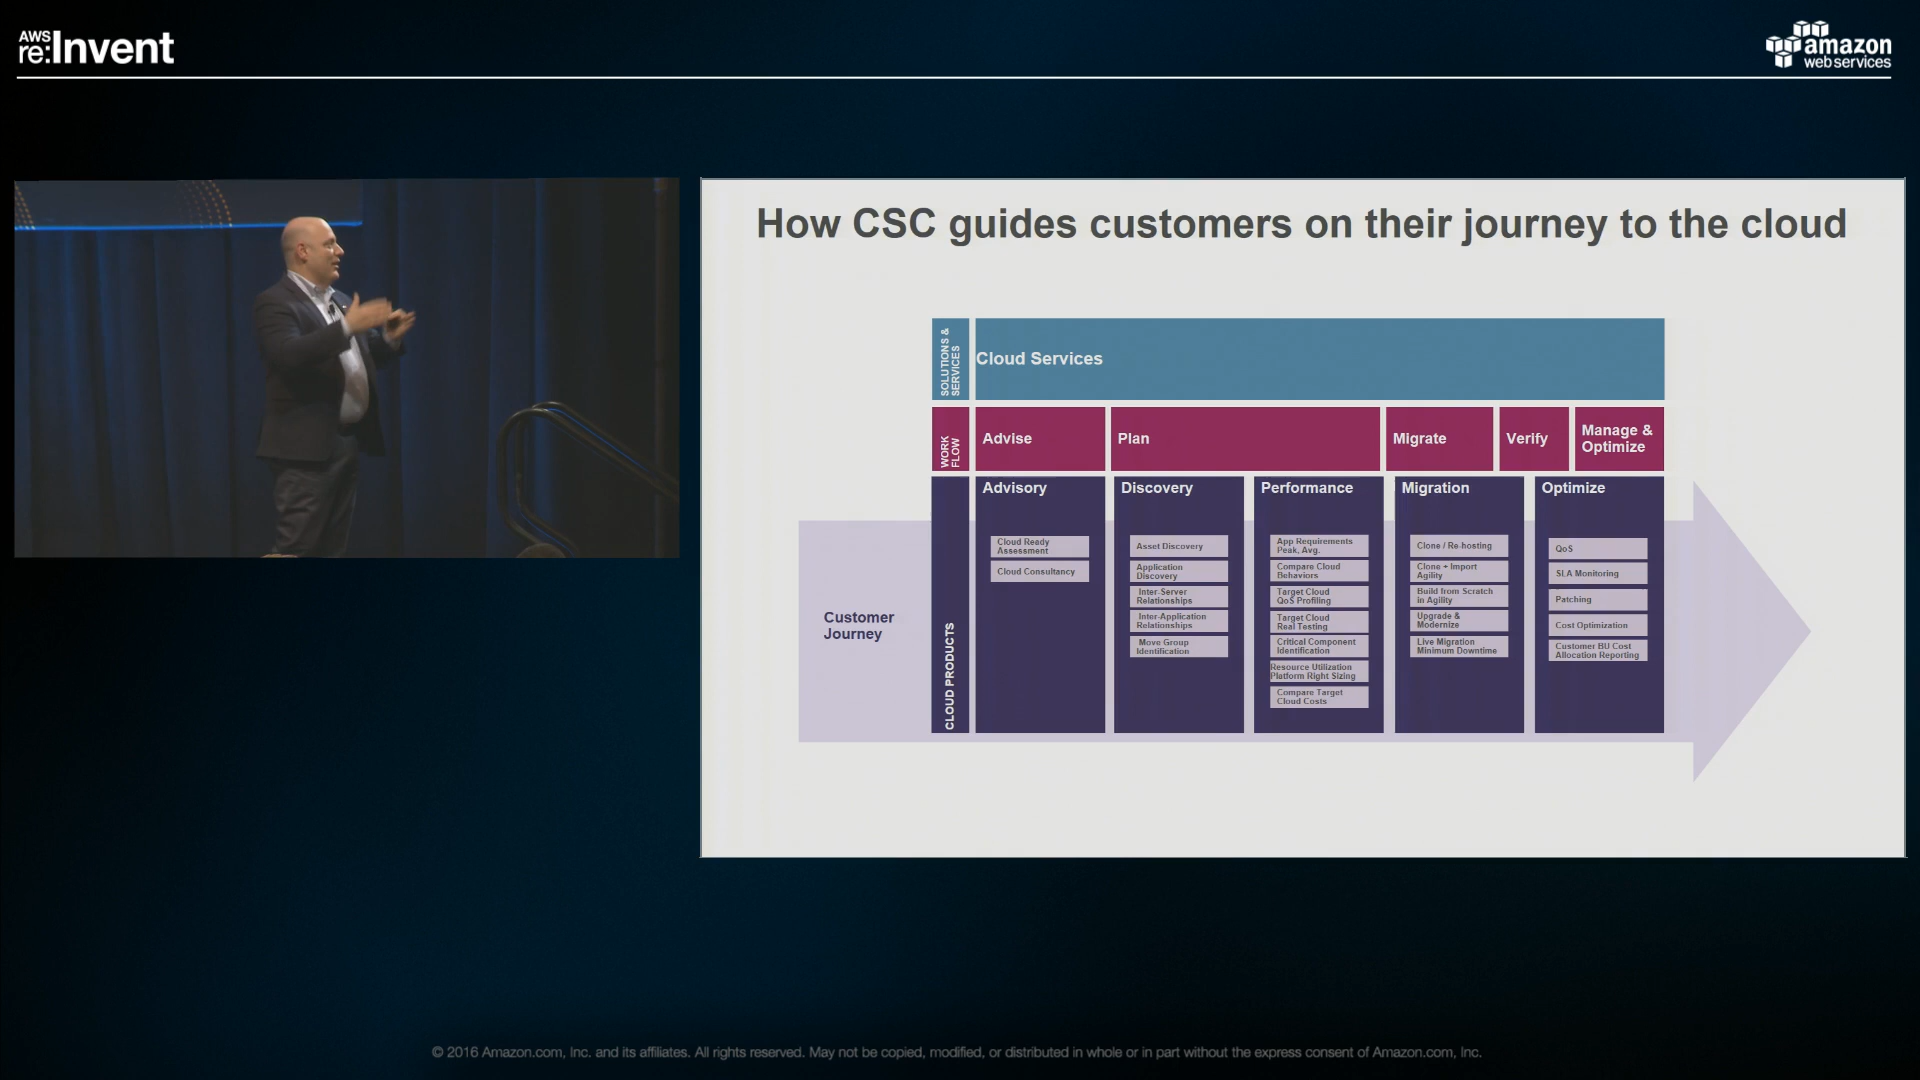 AWS
re:Invent
amazon
web services
How CSC guides customers on their journey to the cloud
SOLUTIONS &
SERVICES
Cloud Services
WORK
FLOW
Advise
Plan
Migrate
Verify
Manage &
Optimize
Customer
Journey
CLOUD PRODUCTS
Advisory
Cloud Ready
Assessment
Cloud Consultancy
Discovery
Asset Discovery
Application
Discovery
Inter-Server
Relationships
Inter-Application
Relationships
Move Group
Identification
Performance
App Requirements
Peak, Avg.
Compare Cloud
Behaviors
Target Cloud
QoS Profiling
Target Cloud
Real Testing
Critical Component
Identification
Resource Utilization
Platform Right Sizing
Compare Target
Cloud Costs
Migration
Clone / Re-hosting
Clone + Import
Agility
Build from Scratch
in Agility
Upgrade &
Modernize
Live Migration
Minimum Downtime
Optimize
QoS
SLA Monitoring
Patching
Cost Optimization
Customer BU Cost
Allocation Reporting
© 2016 Amazon.com, Inc. and its affiliates. All rights reserved. May not be copied, modified, or distributed in whole or in part without the express consent of Amazon.com, Inc.